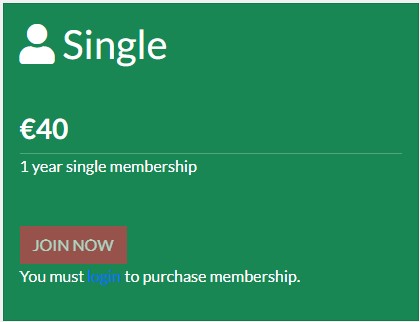 Single
€40
1 year single membership
JOIN NOW
You must login to purchase membership.